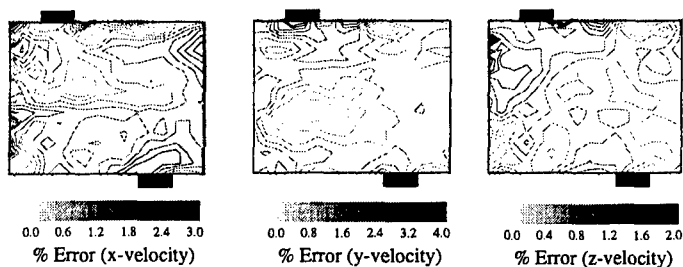 0.0 0.6 1.2 1.8 2.4 3.0
% Error (x-velocity)
0.0 0.8 1.6 2.4 3.2 4.0
% Error (y-velocity)
0.0 0.4 0.8 1.2 1.6 2.0
% Error (z-velocity)